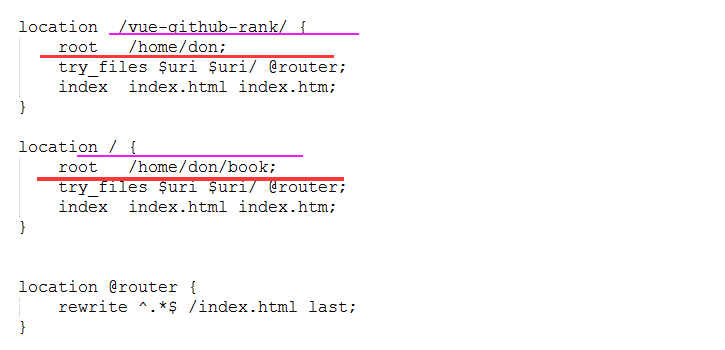 location  /vue-github-rank/ {
    root   /home/don;
    try_files $uri $uri/ @router;
    index  index.html index.htm;
}
location / {
    root   /home/don/book;
    try_files $uri $uri/ @router;
    index  index.html index.htm;
}
location @router {
    rewrite ^.*$ /index.html last;
}